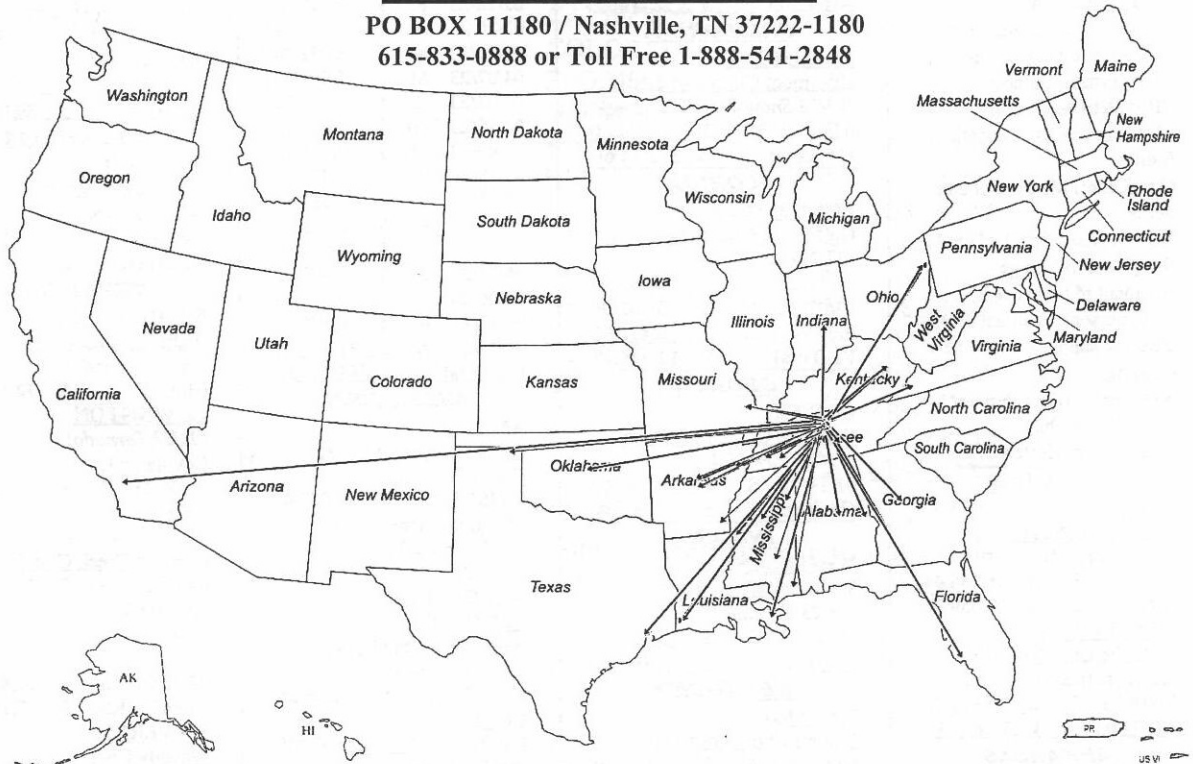 PO BOX 111180 / Nashville, TN 37222-1180
615-833-0888 or Toll Free 1-888-541-2848
Maine
Vermont
Washington
Massachusetts
Montana
North Dakota
Minnesota
New
Hampshire
Oregon
New York
Rhode
Island
Idaho
Wisconsin
Michigan
South Dakota
Connecticut
Wyoming
Pennsylvania
New Jersey
Iowa
Nebraska
Ohio
Delaware
Nevada
Utah
Illinois
Indiana
West
Virginia
Maryland
Virginia
Colorado
Kansas
Missouri
Kentucky
California
North Carolina
South Carolina
Oklahoma
Arkansas
Arizona
New Mexico
Georgia
Alabama
Mississippi
Texas
Louisiana
Florida
AK
HI
PR
US VI